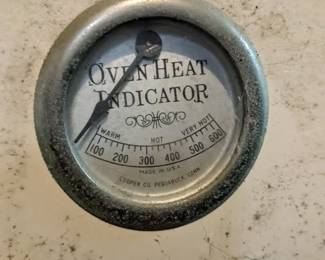 OVEN HEAT
INDICATOR
WARM HOT VERY HOT
100 200 300 400 500 600
MADE IN U.S.A.
COOPER CO. PEQUABUCK, CONN.